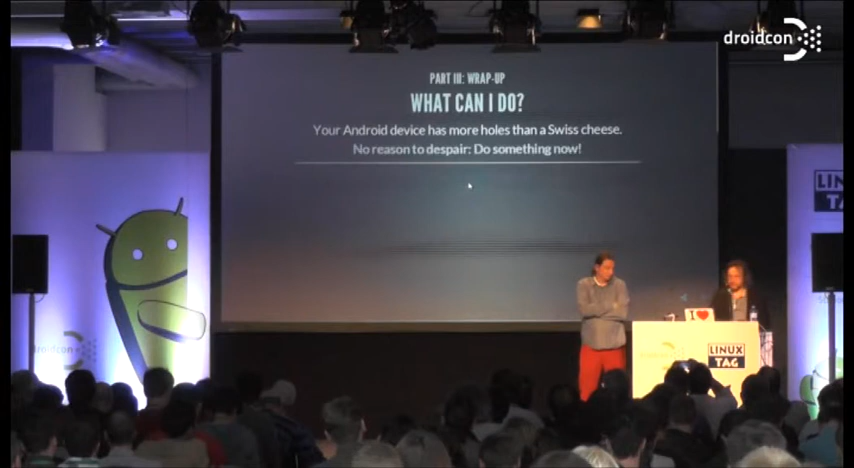 droidcon
PART III: WRAP-UP
WHAT CAN I DO?
Your Android device has more holes than a Swiss cheese.
No reason to despair: Do something now!
LINUX
TAG
I ❤
LINUX
TAG
droidcon